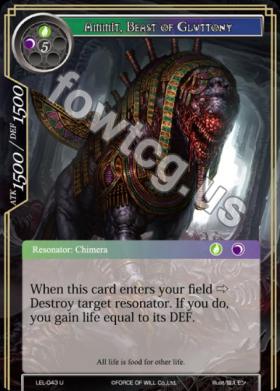 Ammit, Beast of Gluttony
5
ATK 1500 / DEF 1500
fowtcg.us
Resonator: Chimera
When this card enters your field ⇨
Destroy target resonator. If you do,
you gain life equal to its DEF.
All life is food for other life.
LEL-043 U
©FORCE OF WILL Co.,Ltd.
Illust/